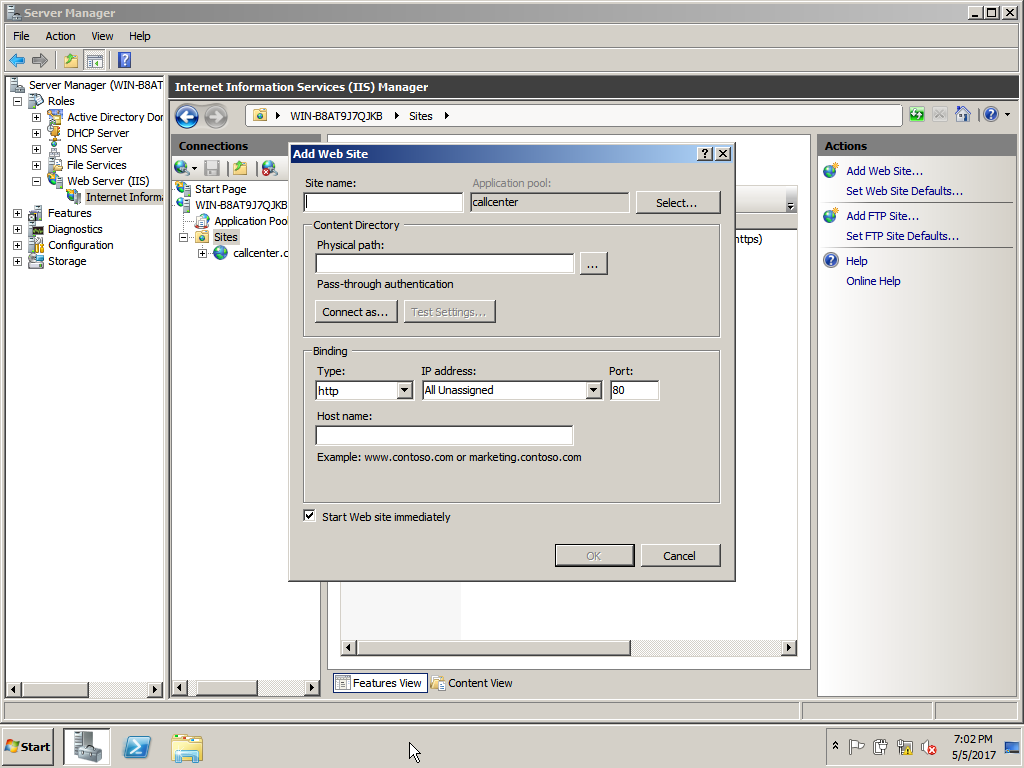 Server Manager
File Action View Help
Server Manager (WIN-B8AT
Roles
Active Directory Dor
DHCP Server
DNS Server
File Services
Web Server (IIS)
Internet Informa
Features
Diagnostics
Configuration
Storage
Internet Information Services (IIS) Manager
WIN-B8AT9J7QJKB Sites
Connections
Start Page
WIN-B8AT9J7QJKB
Application Poo
Sites
callcenter.c
Add Web Site
Site name:
Application pool:
callcenter
Select...
Content Directory
Physical path:
...
Pass-through authentication
Connect as...
Test Settings...
Binding
Type:
IP address:
Port:
http
All Unassigned
80
Host name:
Example: www.contoso.com or marketing.contoso.com
Start Web site immediately
OK
Cancel
https)
Features View
Content View
Actions
Add Web Site...
Set Web Site Defaults...
Add FTP Site...
Set FTP Site Defaults...
Help
Online Help
Start
7:02 PM
5/5/2017